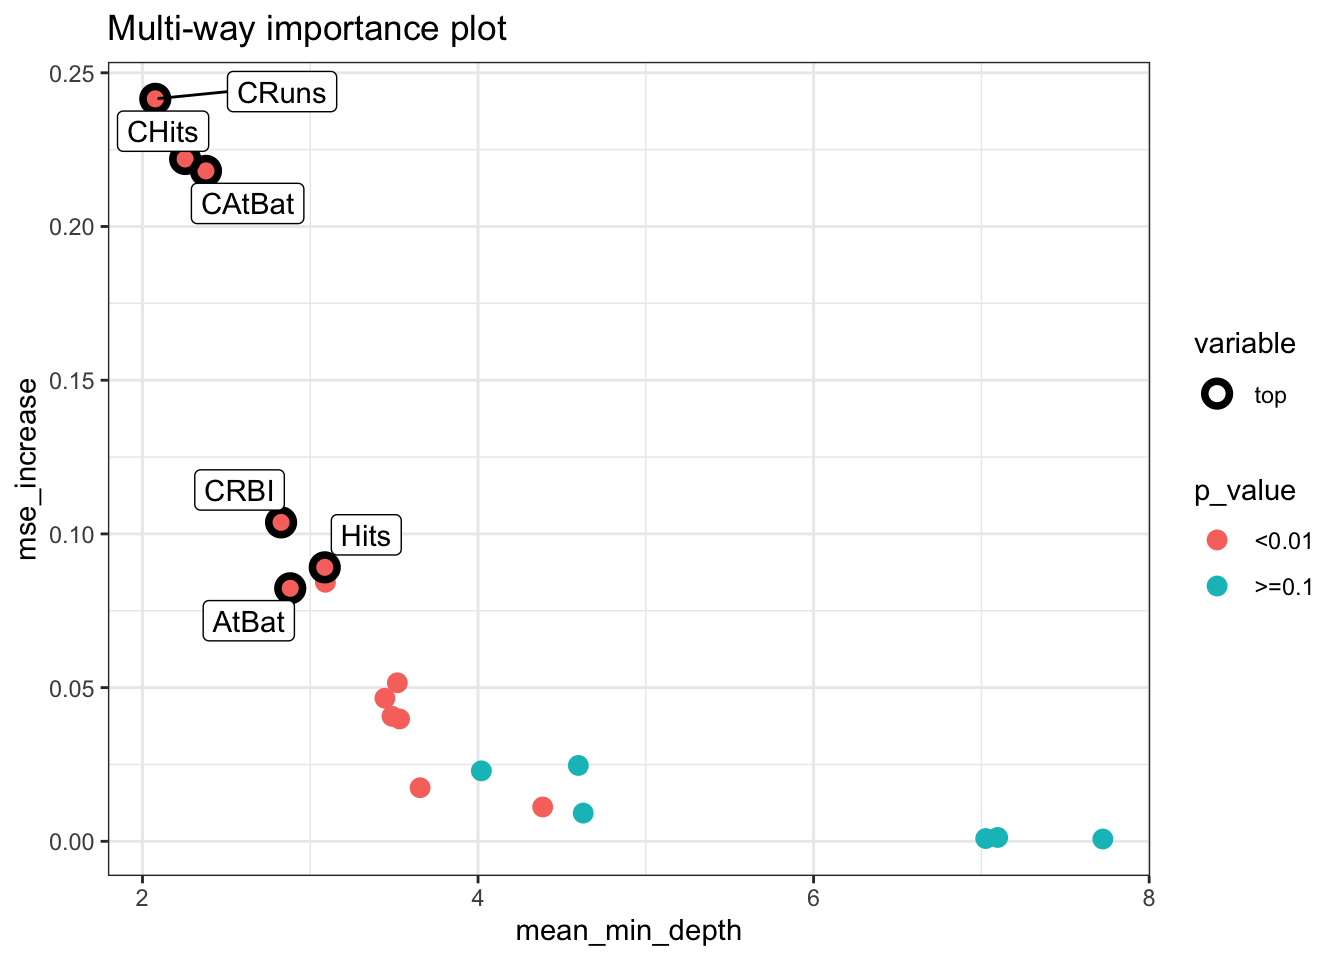 Multi-way importance plot
mse_increase
0.25
0.20
0.15
0.10
0.05
0.00
CRuns
CHits
CAtBat
CRBI
Hits
AtBat
2
4
6
8
mean_min_depth
variable
top
p_value
<0.01
>=0.1